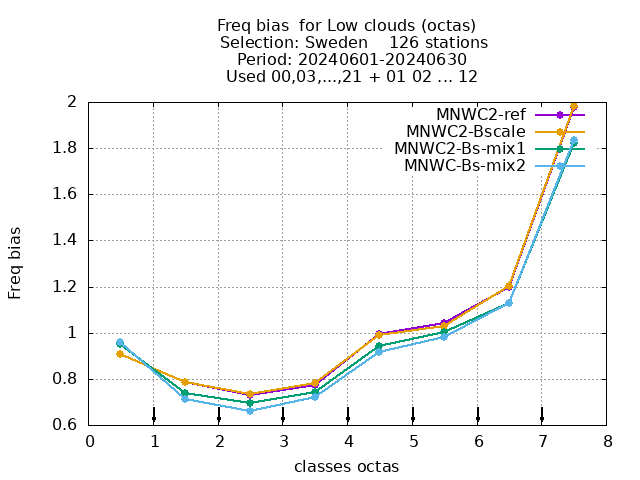 Freq bias  for Low clouds (octas)
Selection: Sweden    126 stations
Period: 20240601-20240630
Used 00,03,...,21 + 01 02 ... 12
MNWC2-ref
MNWC2-Bscale
MNWC2-Bs-mix1
MNWC-Bs-mix2
Freq bias
2
1.8
1.6
1.4
1.2
1
0.8
0.6
0 1 2 3 4 5 6 7 8
classes octas